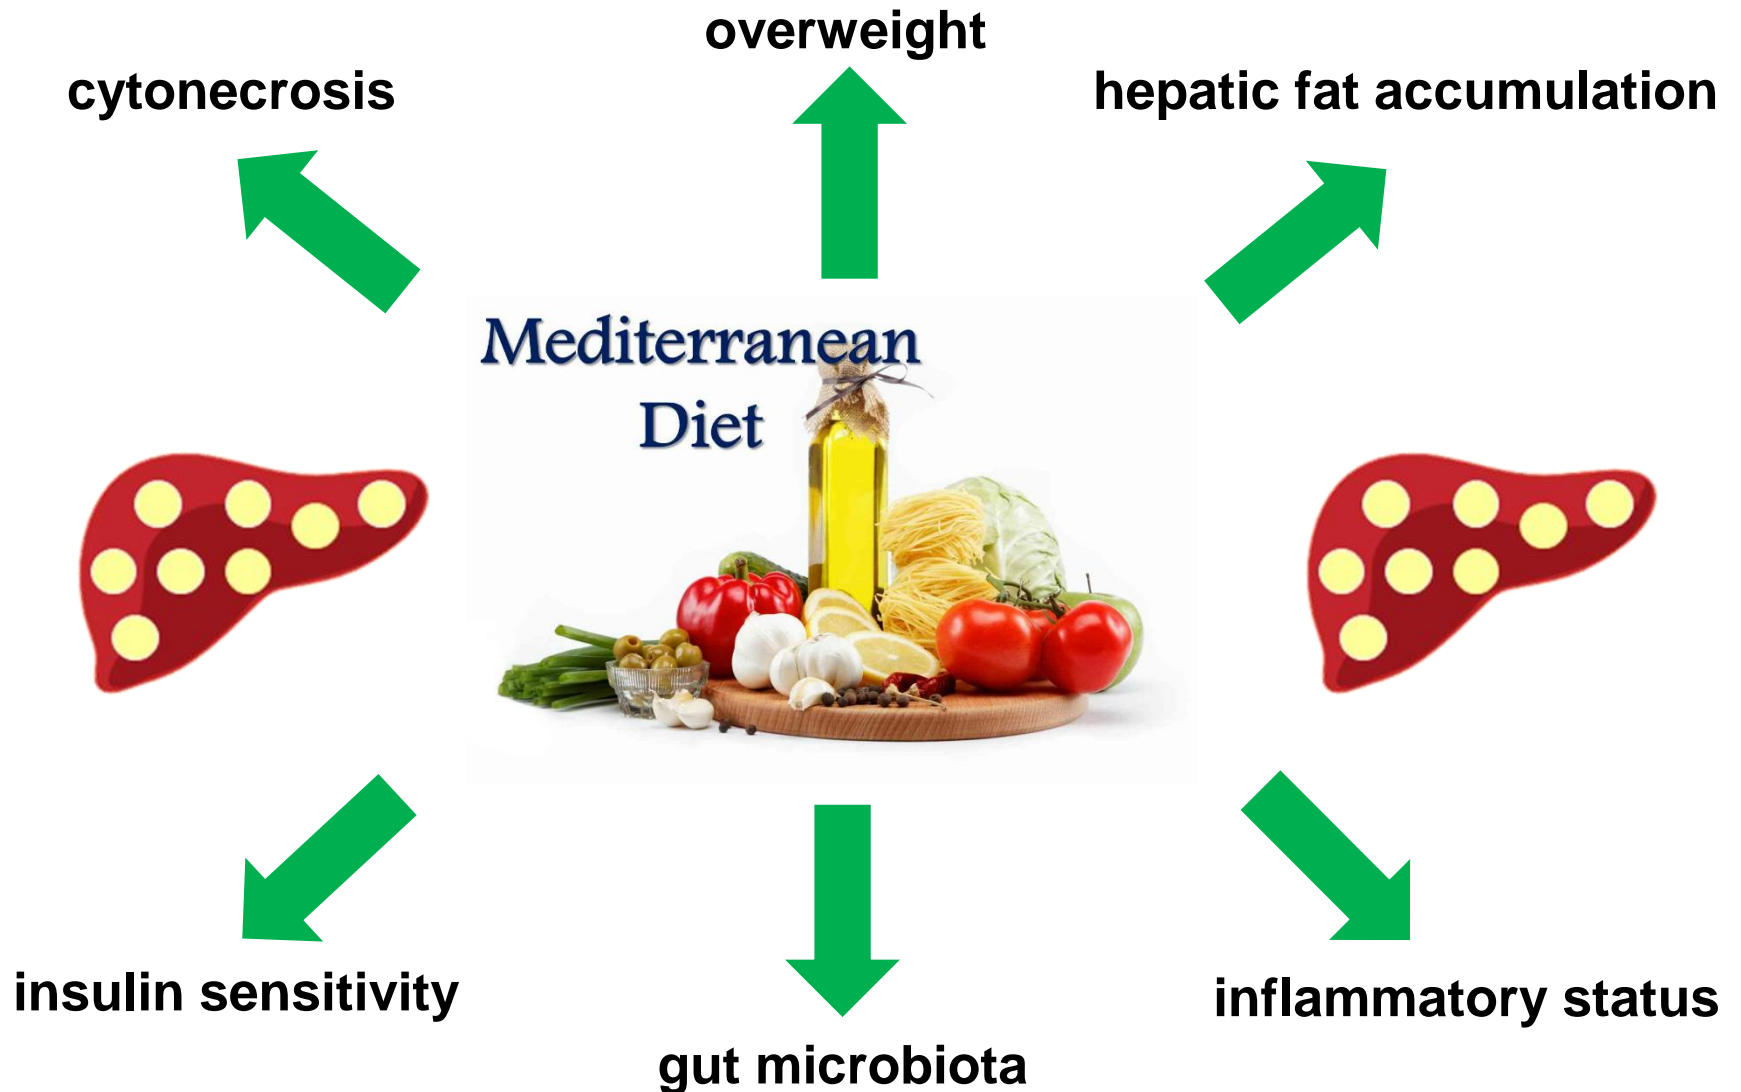 overweight
cytonecrosis
hepatic fat accumulation
Mediterranean
Diet
insulin sensitivity
inflammatory status
gut microbiota